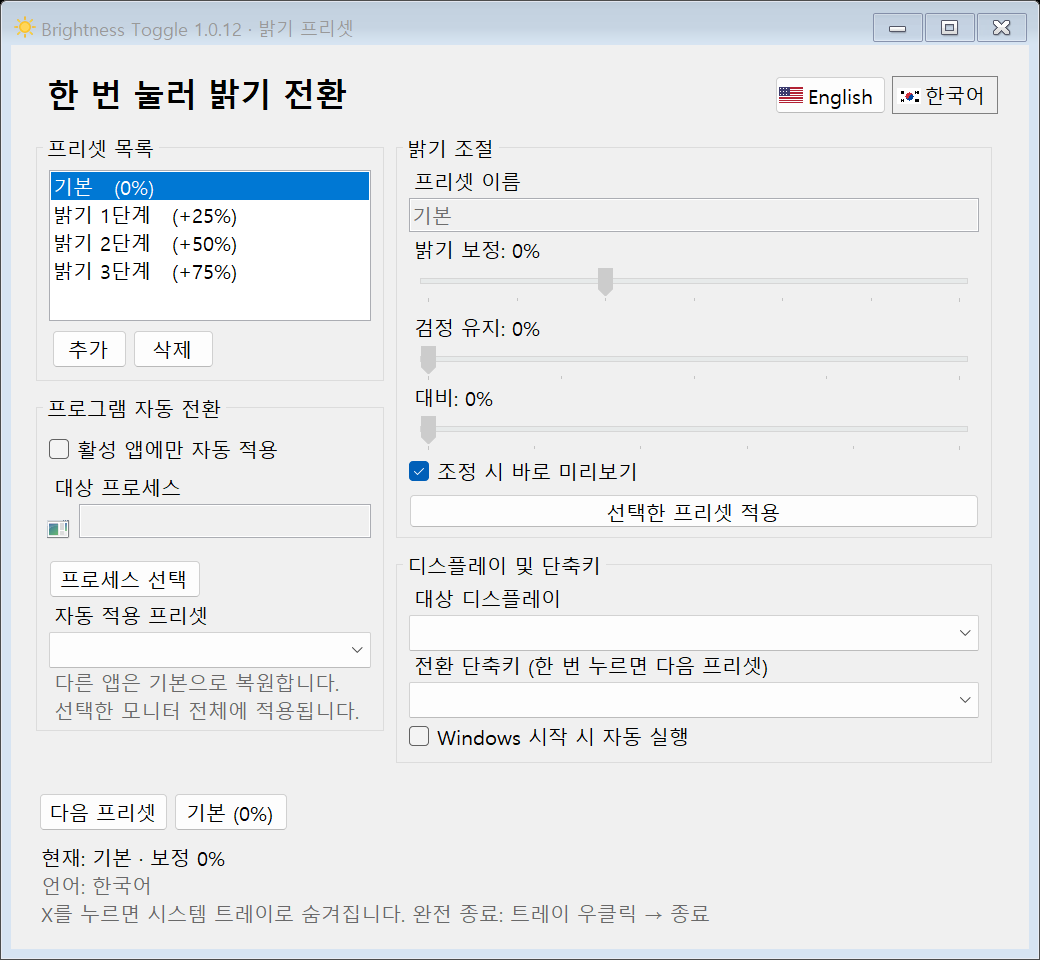 Brightness Toggle 1.0.12 · 밝기 프리셋
한 번 눌러 밝기 전환
English
한국어
프리셋 목록
기본 (0%)
밝기 1단계 (+25%)
밝기 2단계 (+50%)
밝기 3단계 (+75%)
추가 삭제
프로그램 자동 전환
활성 앱에만 자동 적용
대상 프로세스
프로세스 선택
자동 적용 프리셋
다른 앱은 기본으로 복원합니다.
선택한 모니터 전체에 적용됩니다.
밝기 조절
프리셋 이름
기본
밝기 보정: 0%
검정 유지: 0%
대비: 0%
조정 시 바로 미리보기
선택한 프리셋 적용
디스플레이 및 단축키
대상 디스플레이
전환 단축키 (한 번 누르면 다음 프리셋)
Windows 시작 시 자동 실행
다음 프리셋 기본 (0%)
현재: 기본 · 보정 0%
언어: 한국어
X를 누르면 시스템 트레이로 숨겨집니다. 완전 종료: 트레이 우클릭 → 종료